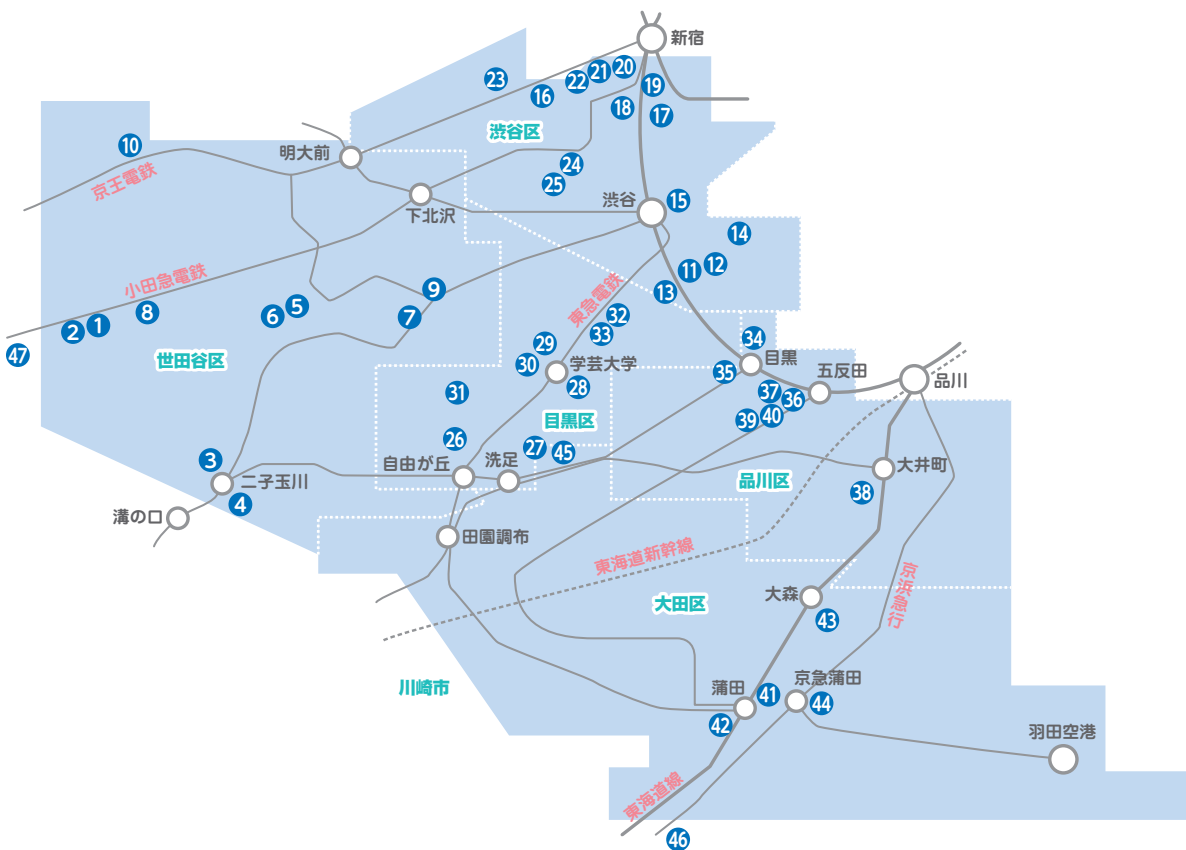 新宿
20
21
22
23
19
16
18
17
渋谷区
10
明大前
24
25
京王電鉄
渋谷
15
下北沢
14
12
11
小田急電鉄
9
東急電鉄
13
8
5
6
7
32
1
2
33
34
47
29
世田谷区
30
学芸大学
目黒
35
五反田
28
品川
31
37
36
目黒区
40
39
26
27
45
自由が丘
洗足
3
二子玉川
大井町
品川区
38
4
溝の口
田園調布
東海道新幹線
京浜急行
大森
大田区
43
川崎市
蒲田
41
京急蒲田
44
42
羽田空港
東海道線
46